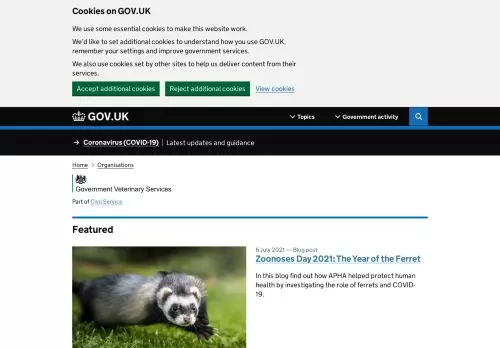 Cookies on GOV.UK
We use some essential cookies to make this website work.
We'd like to set additional cookies to understand how you use GOV.UK,
remember your settings and improve government services.
We also use cookies set by other sites to help us deliver content from their
services.
Accept additional cookies Reject additional cookies View cookies
GOV.UK Topics Government activity
→ Coronavirus (COVID-19) | Latest updates and guidance
Home > Organisations
Government Veterinary Services
Part of Civil Service
Featured
6 July 2021 — Blog post
Zoonoses Day 2021: The Year of the Ferret
In this blog find out how APHA helped protect human
health by investigating the role of ferrets and COVID-
19.